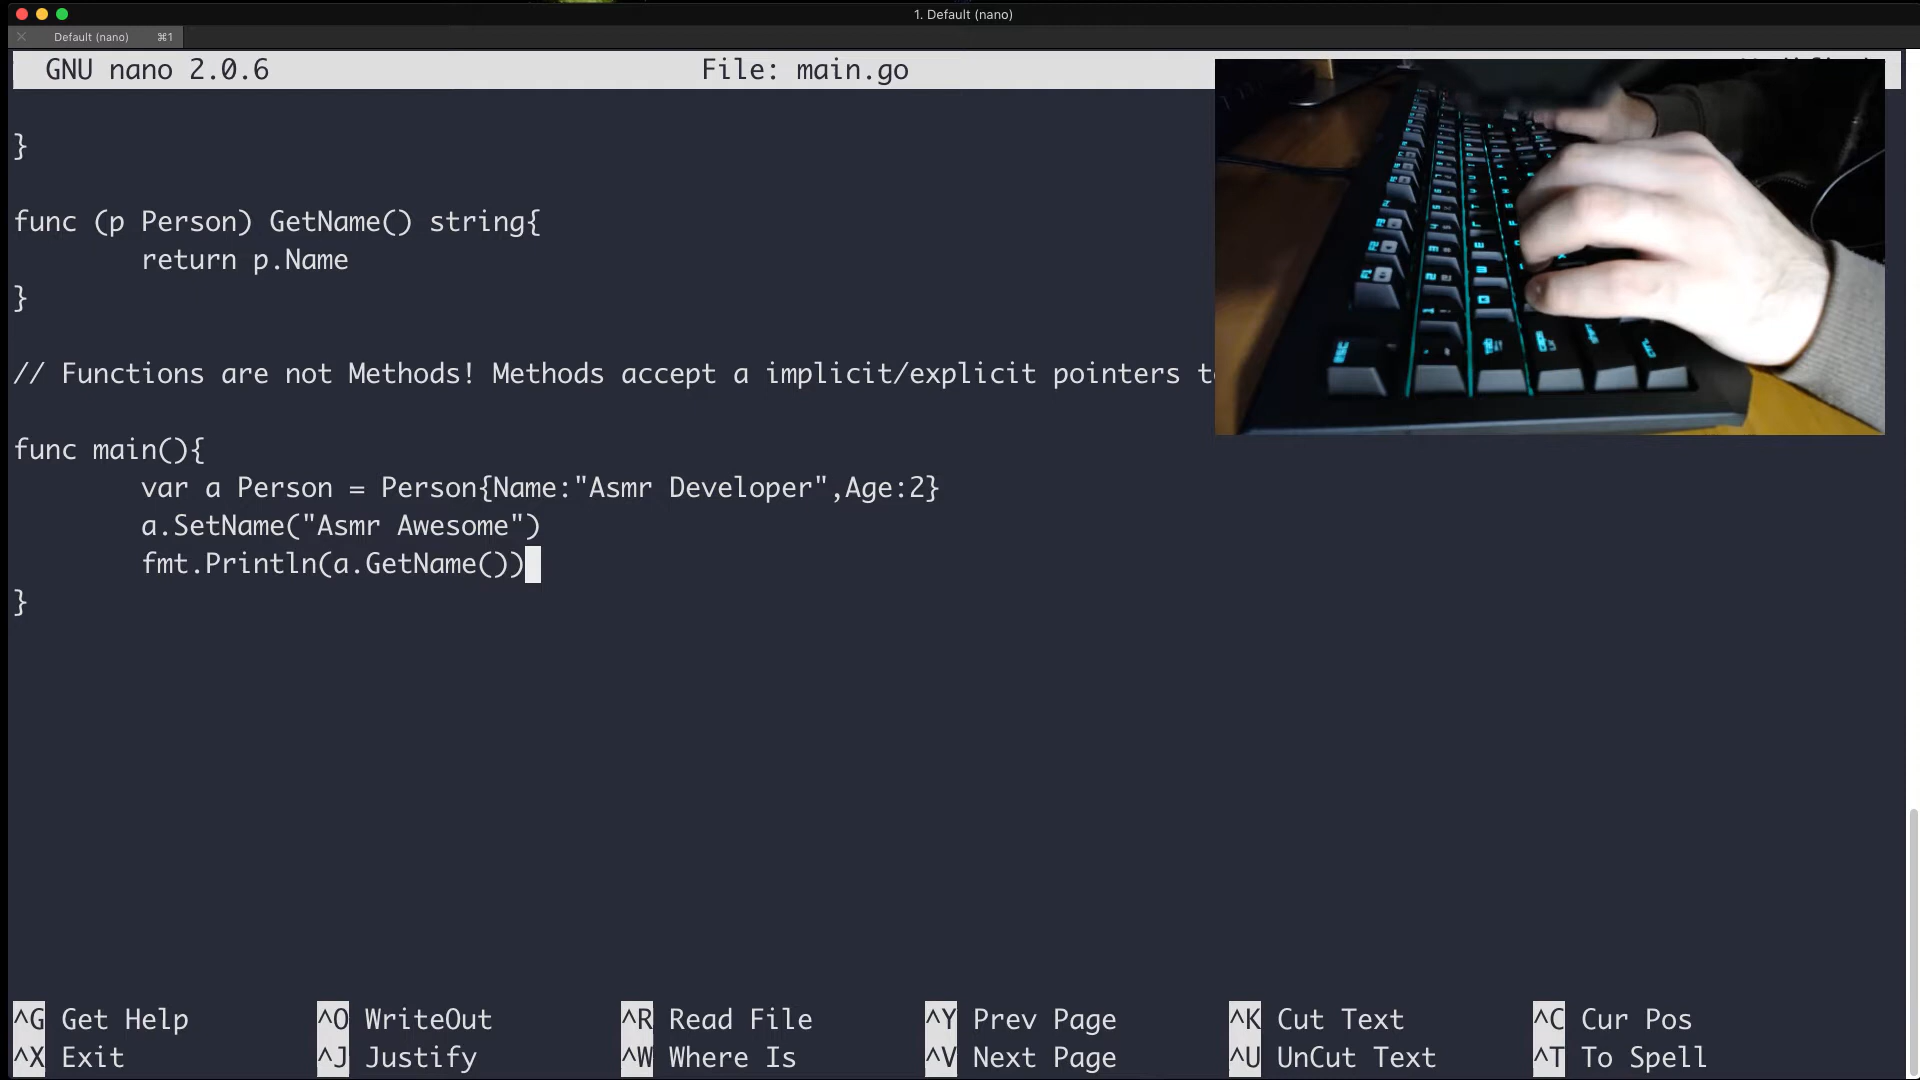 1. Default (nano)
Default (nano) ⌘1
GNU nano 2.0.6 File: main.go
}
func (p Person) GetName() string{
return p.Name
}
// Functions are not Methods! Methods accept a implicit/explicit pointers
func main(){
var a Person = Person{Name:"Asmr Developer",Age:2}
a.SetName("Asmr Awesome")
fmt.Println(a.GetName())
}
^G Get Help ^O WriteOut ^R Read File ^Y Prev Page ^K Cut Text ^C Cur Pos
^X Exit ^J Justify ^W Where Is ^V Next Page ^U UnCut Text ^T To Spell